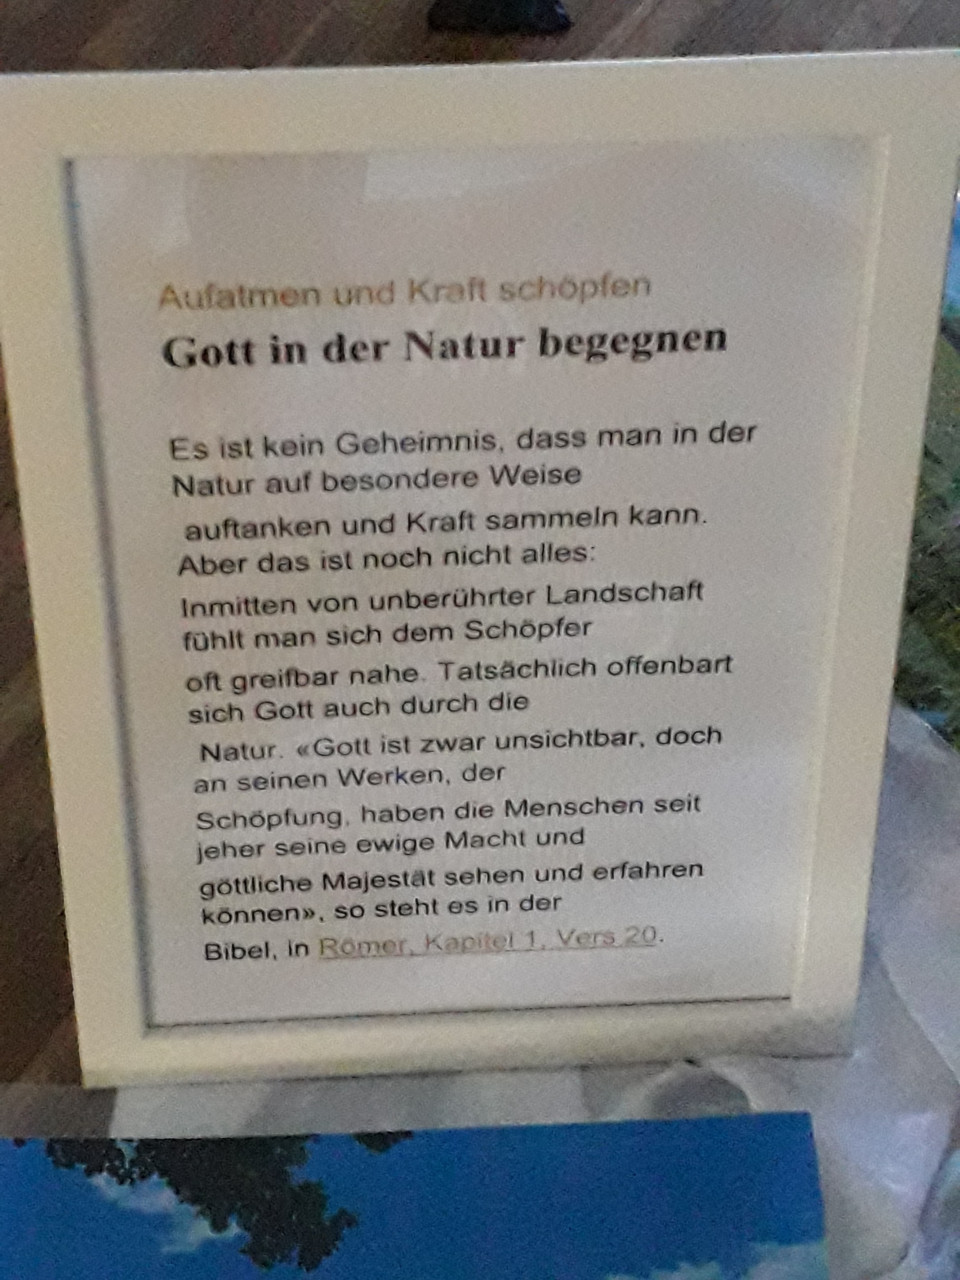 Aufatmen und Kraft schöpfen
Gott in der Natur begegnen
Es ist kein Geheimnis, dass man in der
Natur auf besondere Weise
auftanken und Kraft sammeln kann.
Aber das ist noch nicht alles:
Inmitten von unberührter Landschaft
fühlt man sich dem Schöpfer
oft greifbar nahe. Tatsächlich offenbart
sich Gott auch durch die
Natur. «Gott ist zwar unsichtbar, doch
an seinen Werken, der
Schöpfung, haben die Menschen seit
jeher seine ewige Macht und
göttliche Majestät sehen und erfahren
können», so steht es in der
Bibel, in Römer, Kapitel 1, Vers 20.